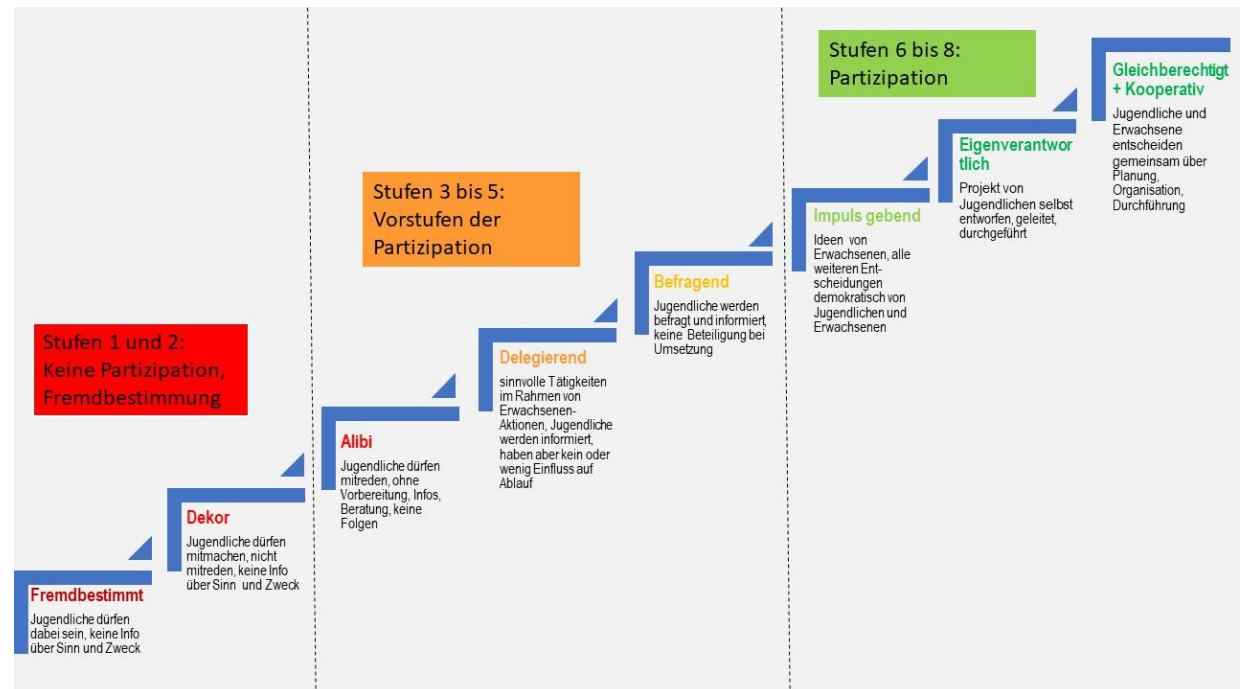 Stufen 1 und 2:
Keine Partizipation,
Fremdbestimmung
Fremdbestimmt
Jugendliche dürfen
dabei sein, keine Info
über Sinn und Zweck
Dekor
Jugendliche dürfen
mitmachen, nicht
mitreden, keine Info
über Sinn und Zweck
Stufen 3 bis 5:
Vorstufen der
Partizipation
Alibi
Jugendliche dürfen
mitreden, ohne
Vorbereitung, Infos,
Beratung, keine
Folgen
Delegierend
sinnvolle Tätigkeiten
im Rahmen von
Erwachsenen-
Aktionen, Jugendliche
werden informiert,
haben aber kein oder
wenig Einfluss auf
Ablauf
Befragend
Jugendliche werden
befragt und informiert,
keine Beteiligung bei
Umsetzung
Stufen 6 bis 8:
Partizipation
Impuls gebend
Ideen von
Erwachsenen, alle
weiteren Ent-
scheidungen
demokratisch von
Jugendlichen und
Erwachsenen
Eigenverantwor
tlich
Projekt von
Jugendlichen selbst
entworfen, geleitet,
durchgeführt
Gleichberechtigt
+ Kooperativ
Jugendliche und
Erwachsene
entscheiden
gemeinsam über
Planung,
Organisation,
Durchführung